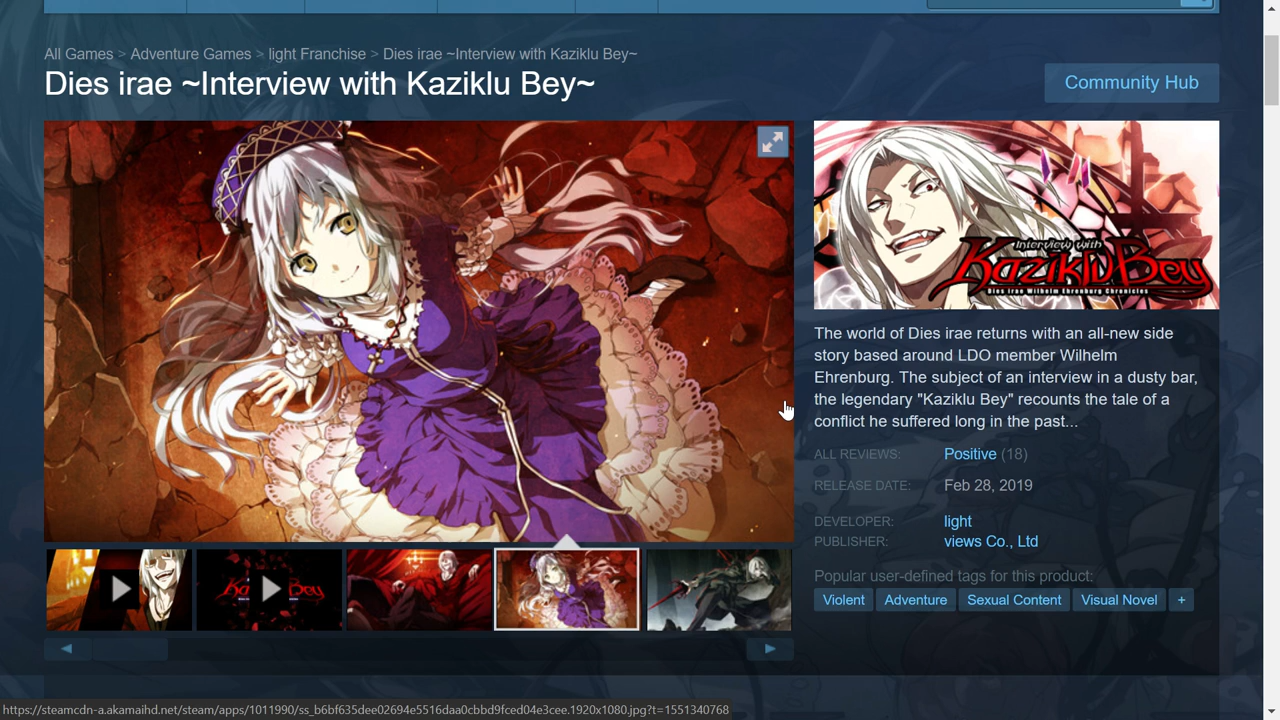 All Games > Adventure Games > light Franchise > Dies irae ~Interview with Kaziklu Bey~
Dies irae ~Interview with Kaziklu Bey~
Community Hub
Interview with
Kaziklu Bey
Dies irae Wilhelm Ehrenburg Chronicles
The world of Dies irae returns with an all-new side
story based around LDO member Wilhelm
Ehrenburg. The subject of an interview in a dusty bar,
the legendary "Kaziklu Bey" recounts the tale of a
conflict he suffered long in the past...
ALL REVIEWS: Positive (18)
RELEASE DATE: Feb 28, 2019
DEVELOPER: light
PUBLISHER: views Co., Ltd
Popular user-defined tags for this product:
Violent Adventure Sexual Content Visual Novel +
Kaziklu Bey
https://steamcdn-a.akamaihd.net/steam/apps/1011990/ss_b6bf635dee02694e5516daa0cbbd9fced04e3cee.1920x1080.jpg?t=1551340768